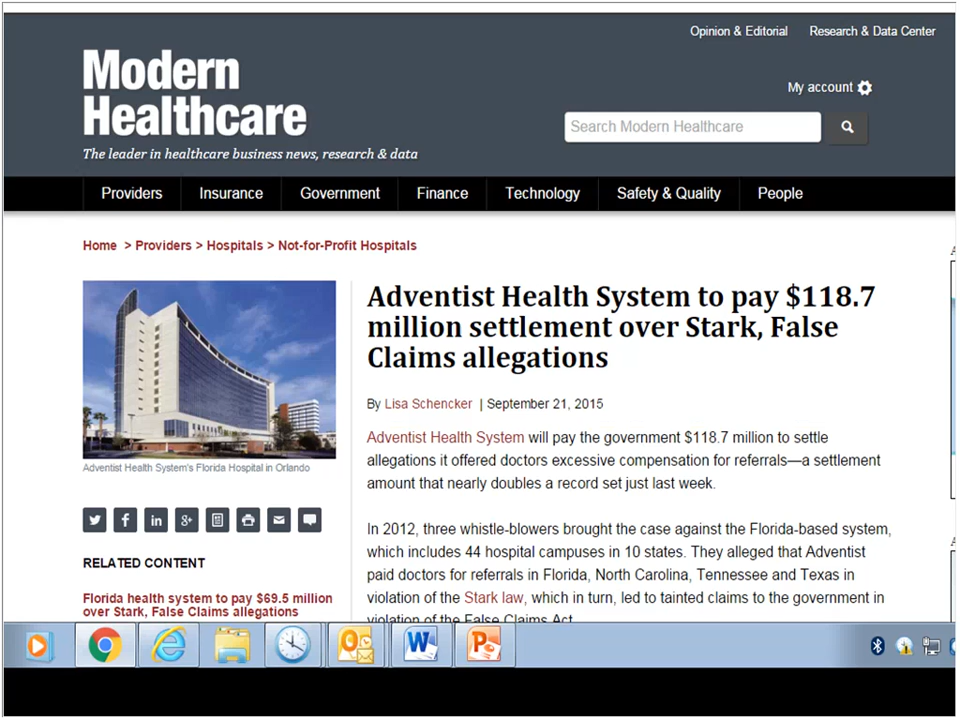 Opinion & Editorial Research & Data Center
Modern
Healthcare
The leader in healthcare business news, research & data
My account
Search Modern Healthcare
Providers Insurance Government Finance Technology Safety & Quality People
Home > Providers > Hospitals > Not-for-Profit Hospitals
Adventist Health System to pay $118.7
million settlement over Stark, False
Claims allegations
By Lisa Schencker | September 21, 2015
Adventist Health System will pay the government $118.7 million to settle
allegations it offered doctors excessive compensation for referrals—a settlement
amount that nearly doubles a record set just last week.
In 2012, three whistle-blowers brought the case against the Florida-based system,
which includes 44 hospital campuses in 10 states. They alleged that Adventist
paid doctors for referrals in Florida, North Carolina, Tennessee and Texas in
violation of the Stark law, which in turn, led to tainted claims to the government in
violation of the False Claims Act.
Adventist Health System's Florida Hospital in Orlando
RELATED CONTENT
Florida health system to pay $69.5 million
over Stark, False Claims allegations